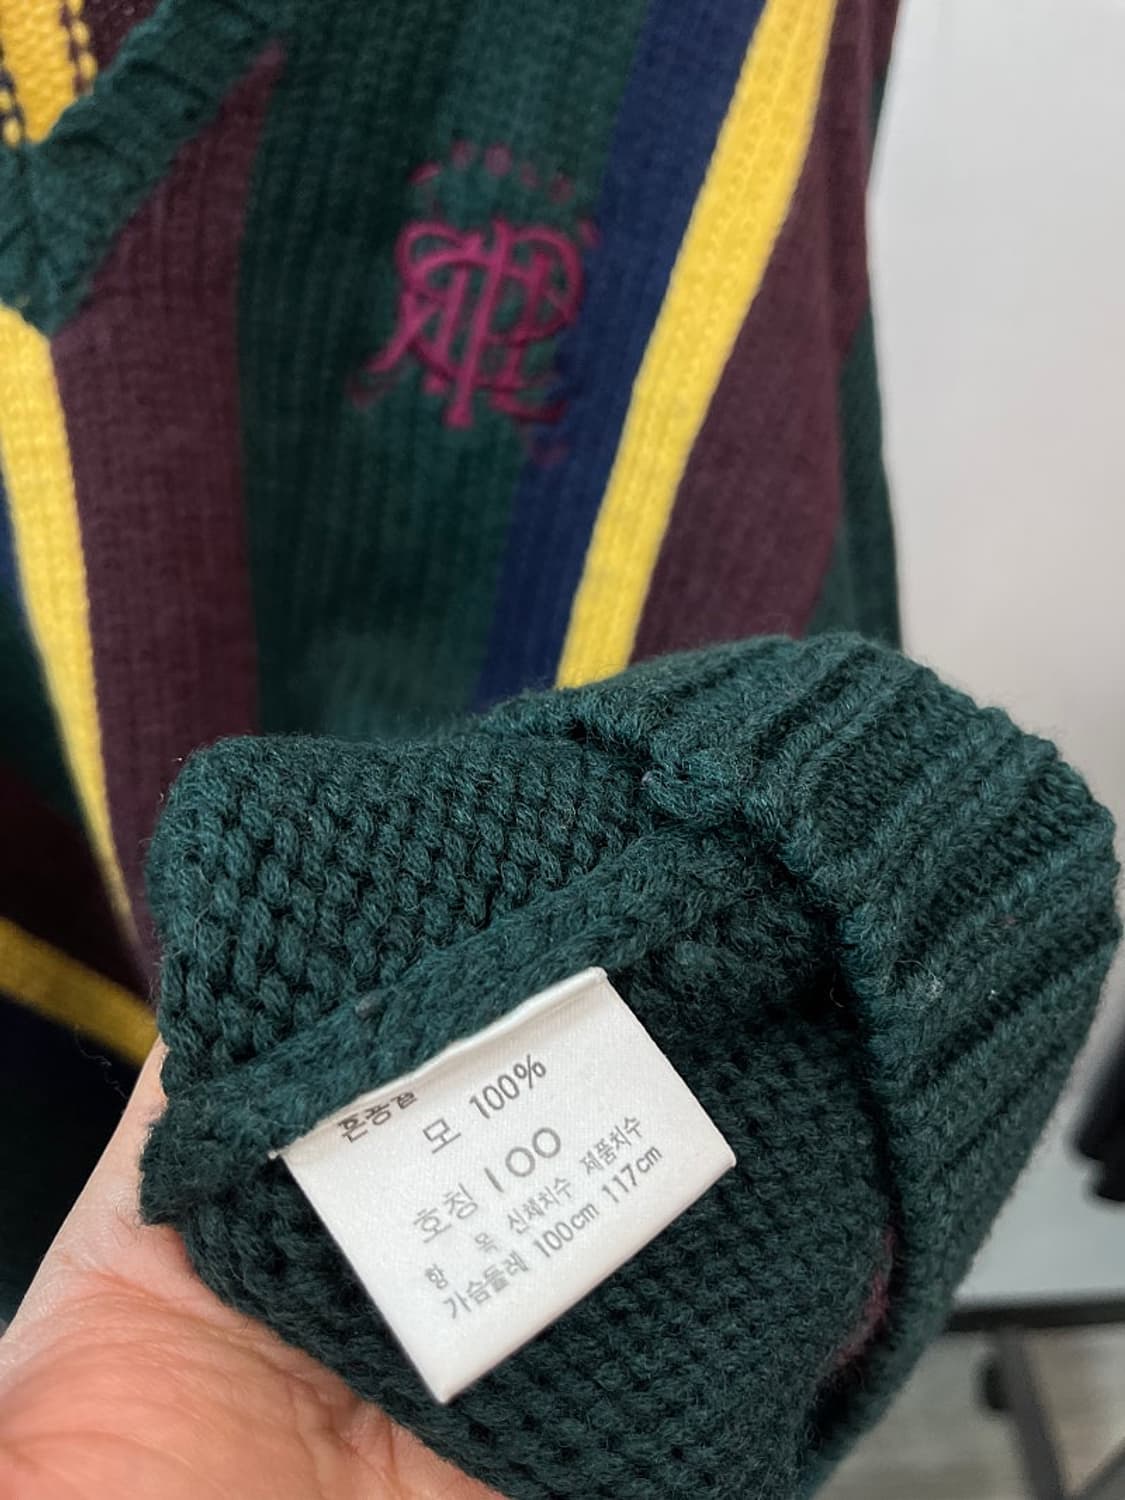 혼용율
모 100%
호칭 100
항 목 신체치수 제품치수
가슴둘레 100cm 117cm